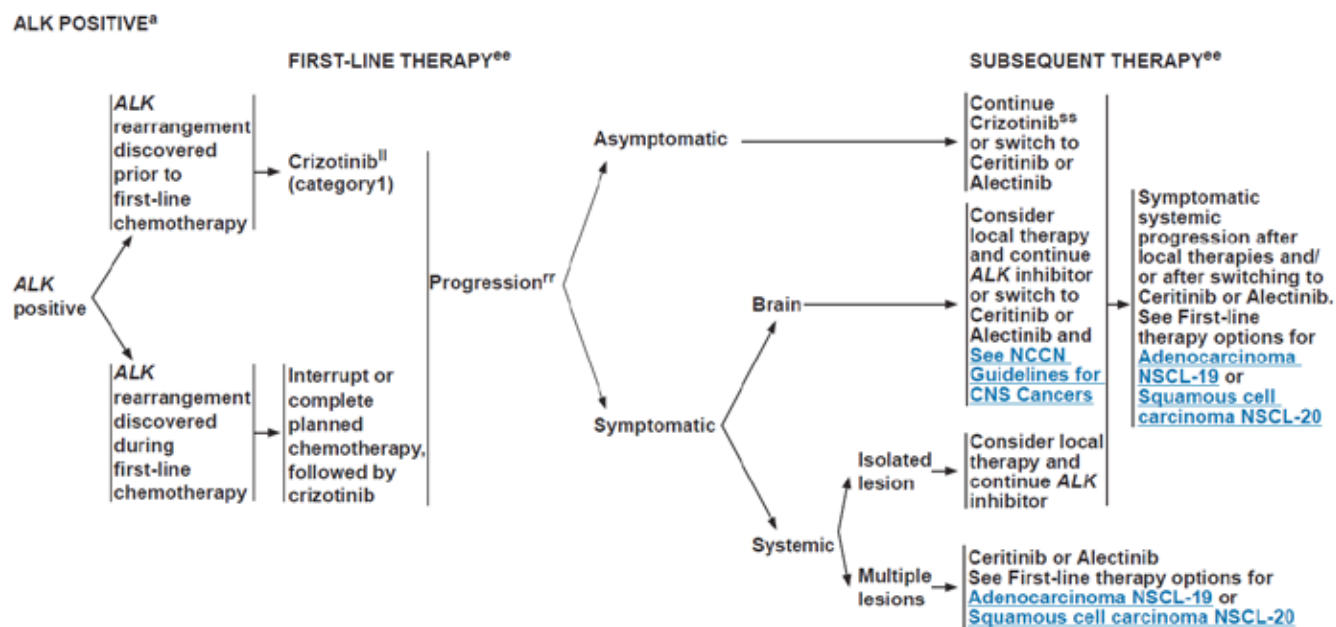 ALK POSITIVEᵃ
FIRST-LINE THERAPYᵉᵉ
SUBSEQUENT THERAPYᵉᵉ
ALK
positive
ALK
rearrangement
discovered
prior to
first-line
chemotherapy
Crizotinibˡˡ
(category1)
ALK
rearrangement
discovered
during
first-line
chemotherapy
Interrupt or
complete
planned
chemotherapy,
followed by
crizotinib
Progressionʳʳ
Asymptomatic
Symptomatic
Brain
Systemic
Isolated
lesion
Multiple
lesions
Continue
Crizotinibˢˢ
or switch to
Ceritinib or
Alectinib
Consider
local therapy
and continue
ALK inhibitor
or switch to
Ceritinib or
Alectinib and
See NCCN
Guidelines for
CNS Cancers
Consider local
therapy and
continue ALK
inhibitor
Ceritinib or Alectinib
See First-line therapy options for
Adenocarcinoma NSCL-19 or
Squamous cell carcinoma NSCL-20
Symptomatic
systemic
progression after
local therapies and/
or after switching to
Ceritinib or Alectinib.
See First-line
therapy options for
Adenocarcinoma
NSCL-19 or
Squamous cell
carcinoma NSCL-20